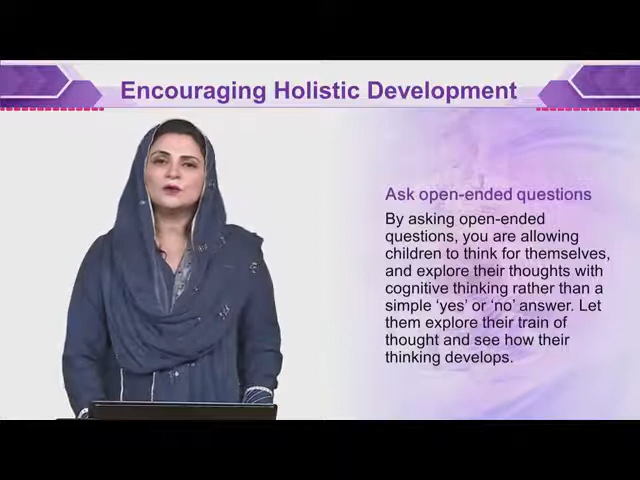 Encouraging Holistic Development
Ask open-ended questions
By asking open-ended
questions, you are allowing
children to think for themselves,
and explore their thoughts with
cognitive thinking rather than a
simple ‘yes’ or ‘no’ answer. Let
them explore their train of
thought and see how their
thinking develops.